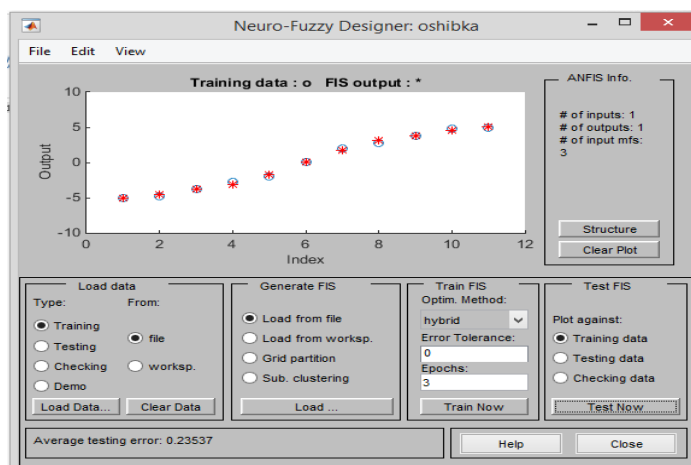 Neuro-Fuzzy Designer: oshibka
File Edit View
Training data : o FIS output : *
10
5
0
-5
-10
Output
0 2 4 6 8 10 12
Index
ANFIS Info.
# of inputs: 1
# of outputs: 1
# of input mfs:
3
Structure
Clear Plot
Load data
Type: From:
Training
Testing
Checking
Demo
file
worksp.
Load Data... Clear Data
Generate FIS
Load from file
Load from worksp.
Grid partition
Sub. clustering
Load ...
Train FIS
Optim. Method:
hybrid
Error Tolerance:
0
Epochs:
3
Train Now
Test FIS
Plot against:
Training data
Testing data
Checking data
Test Now
Average testing error: 0.23537
Help Close